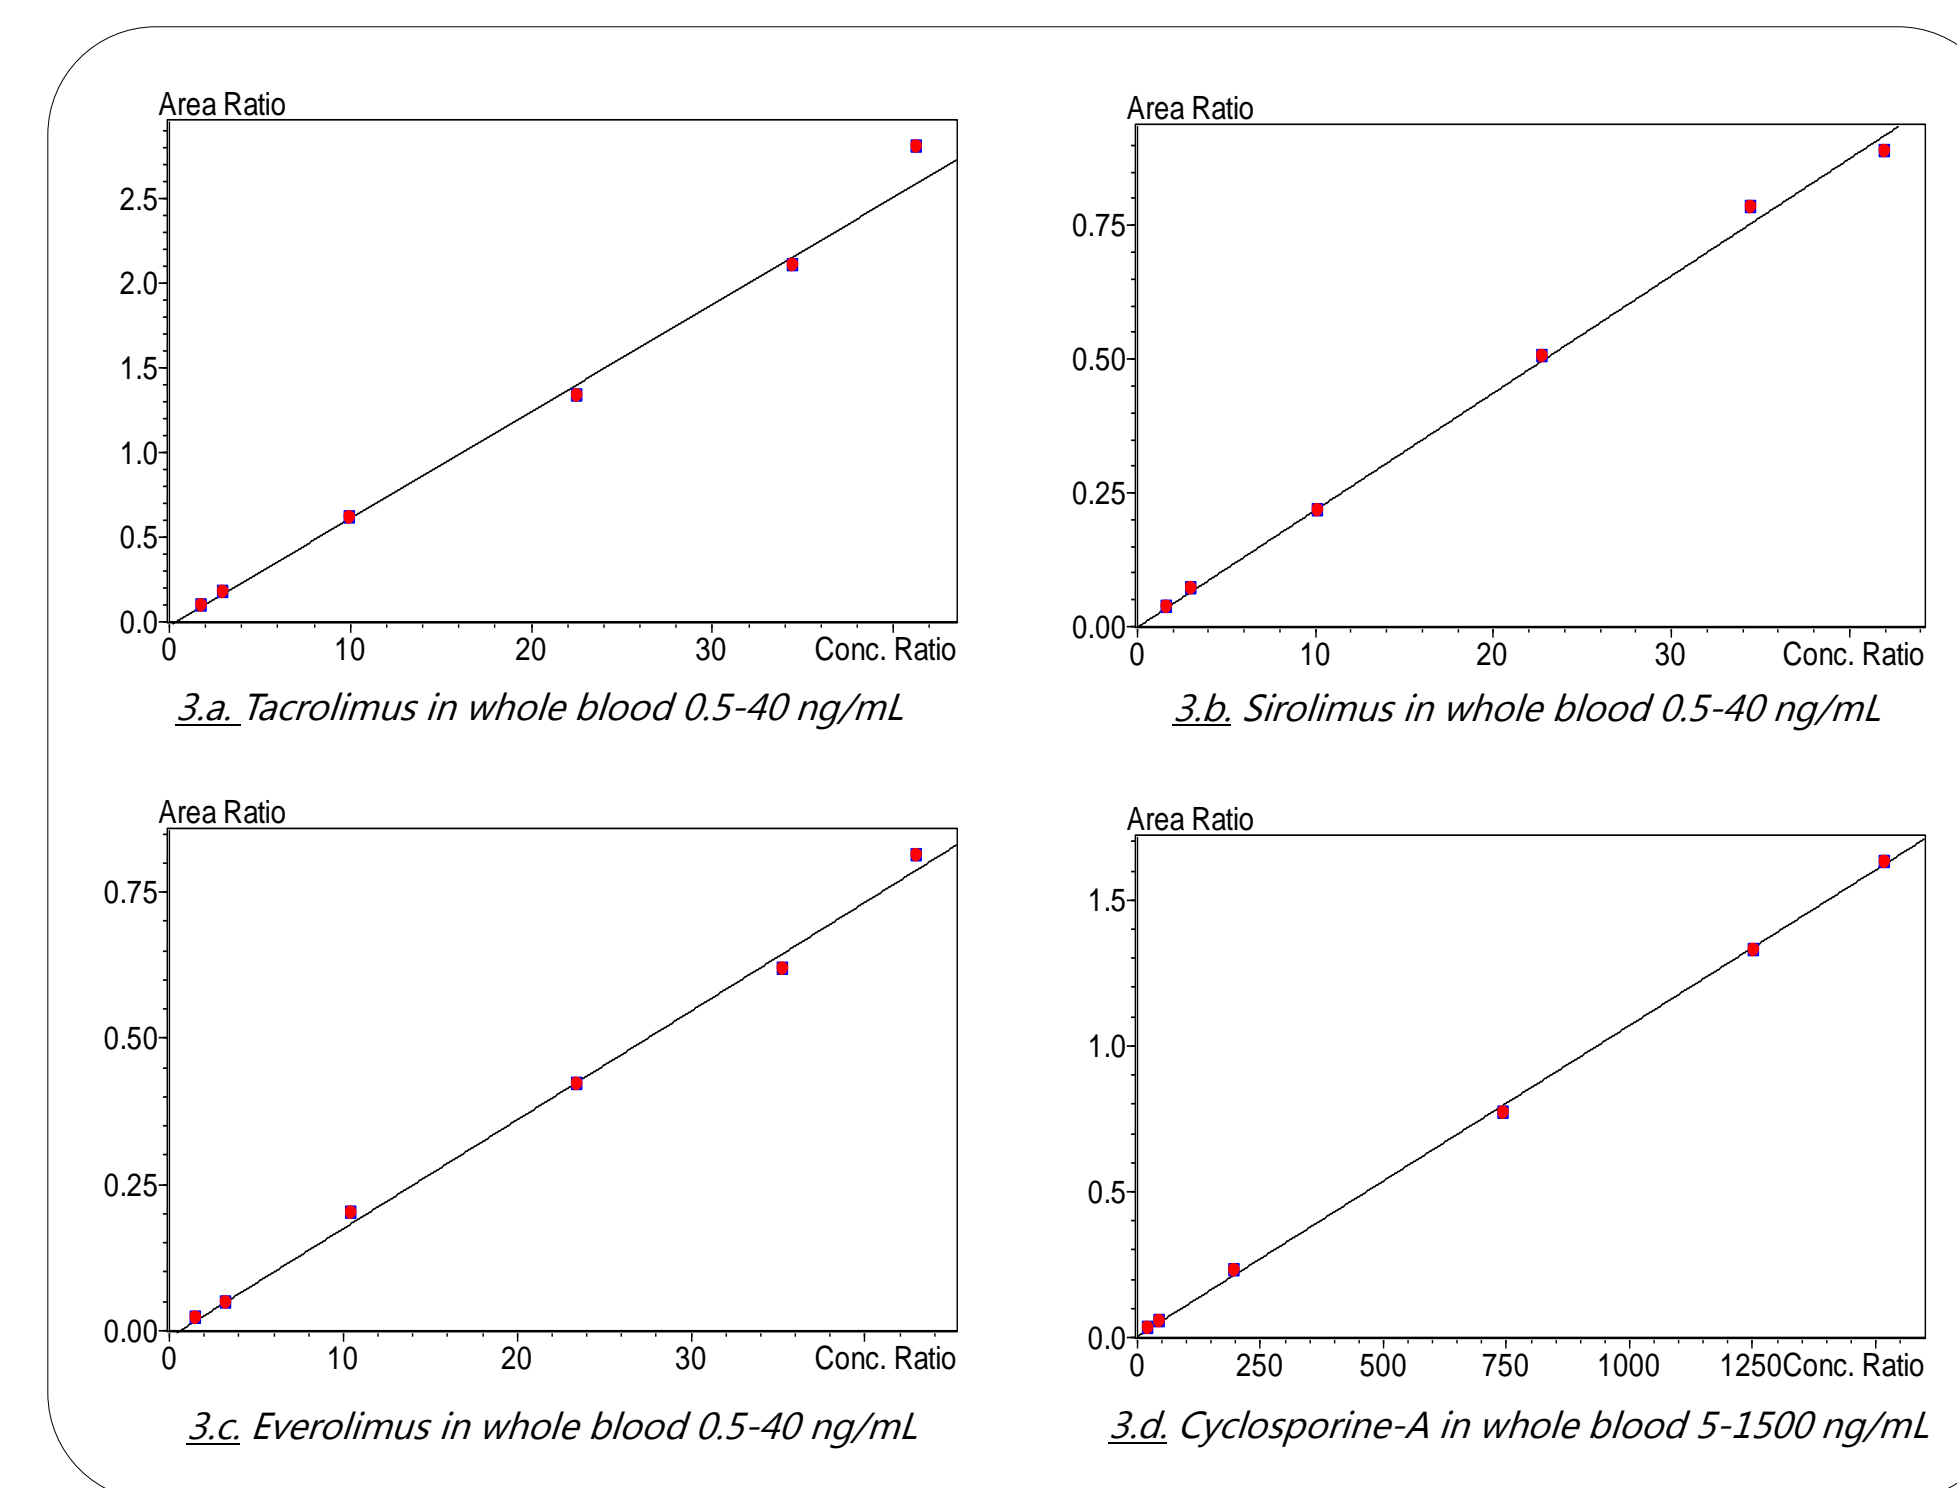 Area Ratio
2.5
2.0
1.5
1.0
0.5
0.0
0 10 20 30 Conc. Ratio
3.a. Tacrolimus in whole blood 0.5-40 ng/mL
Area Ratio
0.75
0.50
0.25
0.00
0 10 20 30 Conc. Ratio
3.b. Sirolimus in whole blood 0.5-40 ng/mL
Area Ratio
0.75
0.50
0.25
0.00
0 10 20 30 Conc. Ratio
3.c. Everolimus in whole blood 0.5-40 ng/mL
Area Ratio
1.5
1.0
0.5
0.0
0 250 500 750 1000 1250 Conc. Ratio
3.d. Cyclosporine-A in whole blood 5-1500 ng/mL